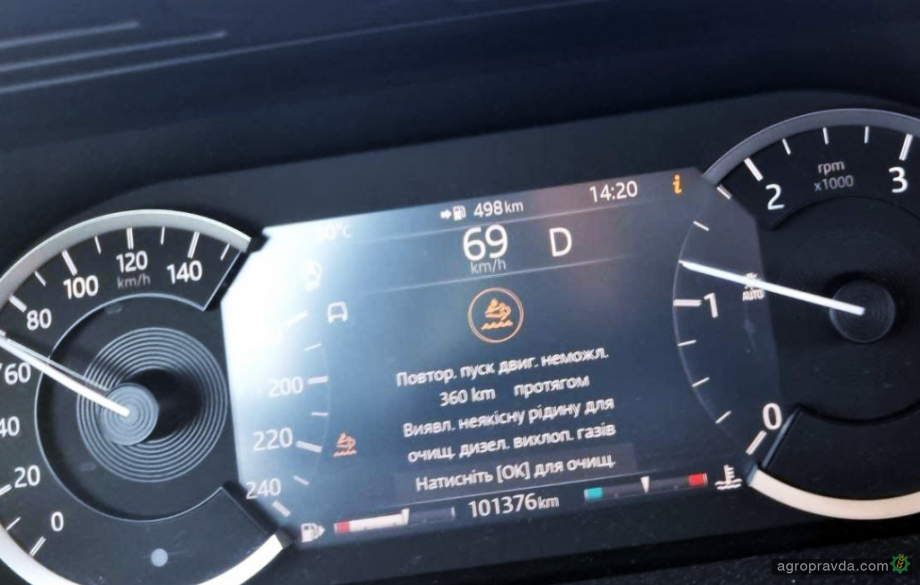 498km
14:20
i
69
km/h
D
rpm
x1000
2
3
1
0
AUTO
140
120
km/h
100
80
60
40
20
0
200
220
240
Повтор. пуск двиг. неможл.
360 km протягом
Виявл. неякісну рідину для
очищ. дизел. вихлоп. газів
Натисніть [ОК] для очищ.
101376km
agropravda.com